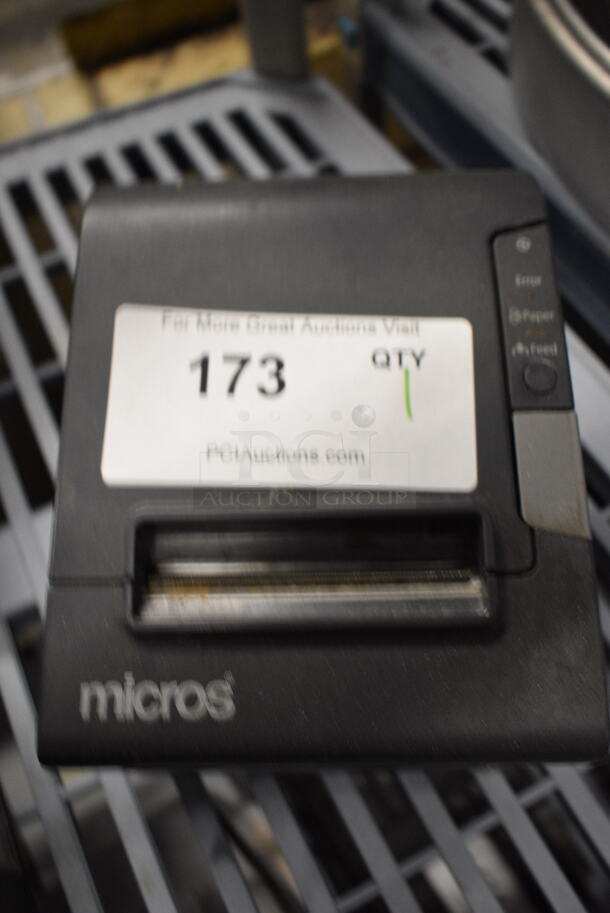 Error
Paper
Feed
For More Great Auctions Visit
173
QTY
1
PCIAuctions.com
PCI
AUCTION GROUP
micros